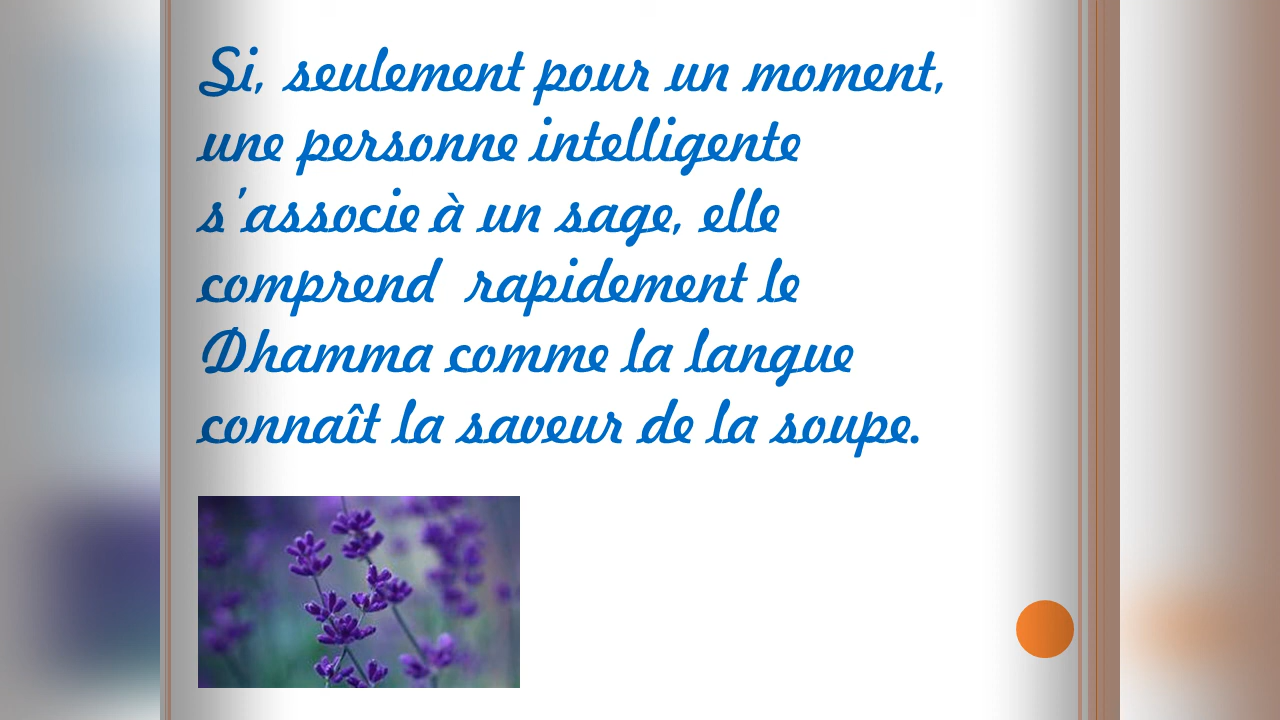 Si, seulement pour un moment,
une personne intelligente
s’associe à un sage, elle
comprend  rapidement le
Dhamma comme la langue
connaît la saveur de la soupe.